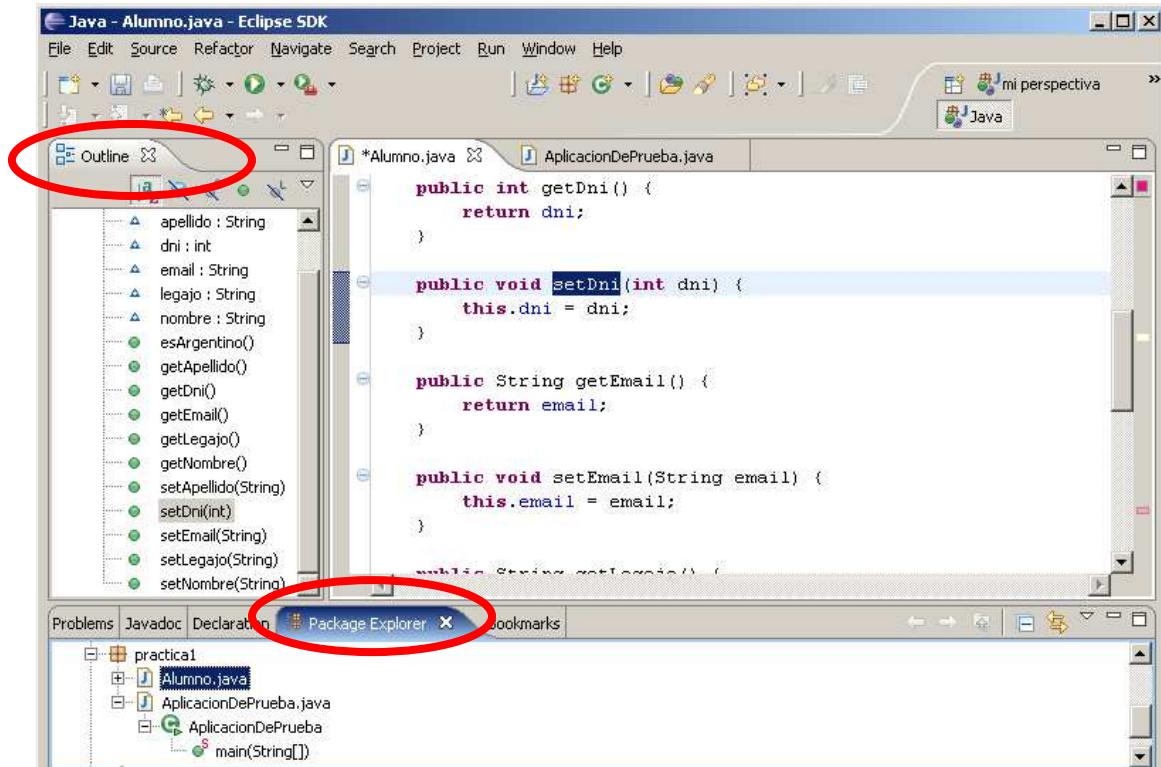 Java - Alumno.java - Eclipse SDK
File Edit Source Refactor Navigate Search Project Run Window Help
mi perspectiva »
Java
Outline
*Alumno.java AplicacionDePrueba.java
apellido : String
dni : int
email : String
legajo : String
nombre : String
esArgentino()
getApellido()
getDni()
getEmail()
getLegajo()
getNombre()
setApellido(String)
setDni(int)
setEmail(String)
setLegajo(String)
setNombre(String)
public int getDni() {
return dni;
}
public void setDni(int dni) {
this.dni = dni;
}
public String getEmail() {
return email;
}
public void setEmail(String email) {
this.email = email;
}
public String getLegajo() {
Problems Javadoc Declaration Package Explorer Bookmarks
practica1
Alumno.java
AplicacionDePrueba.java
AplicacionDePrueba
main(String[])